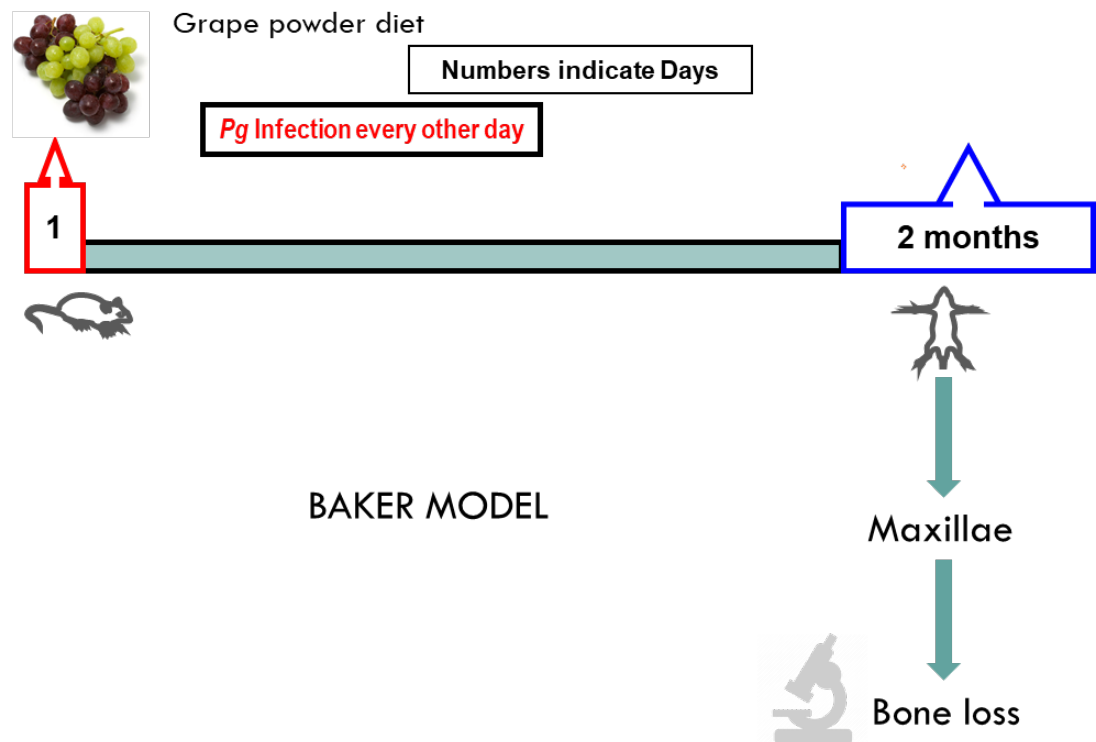 Grape powder diet
Numbers indicate Days
Pg Infection every other day
1
2 months
BAKER MODEL
Maxillae
Bone loss